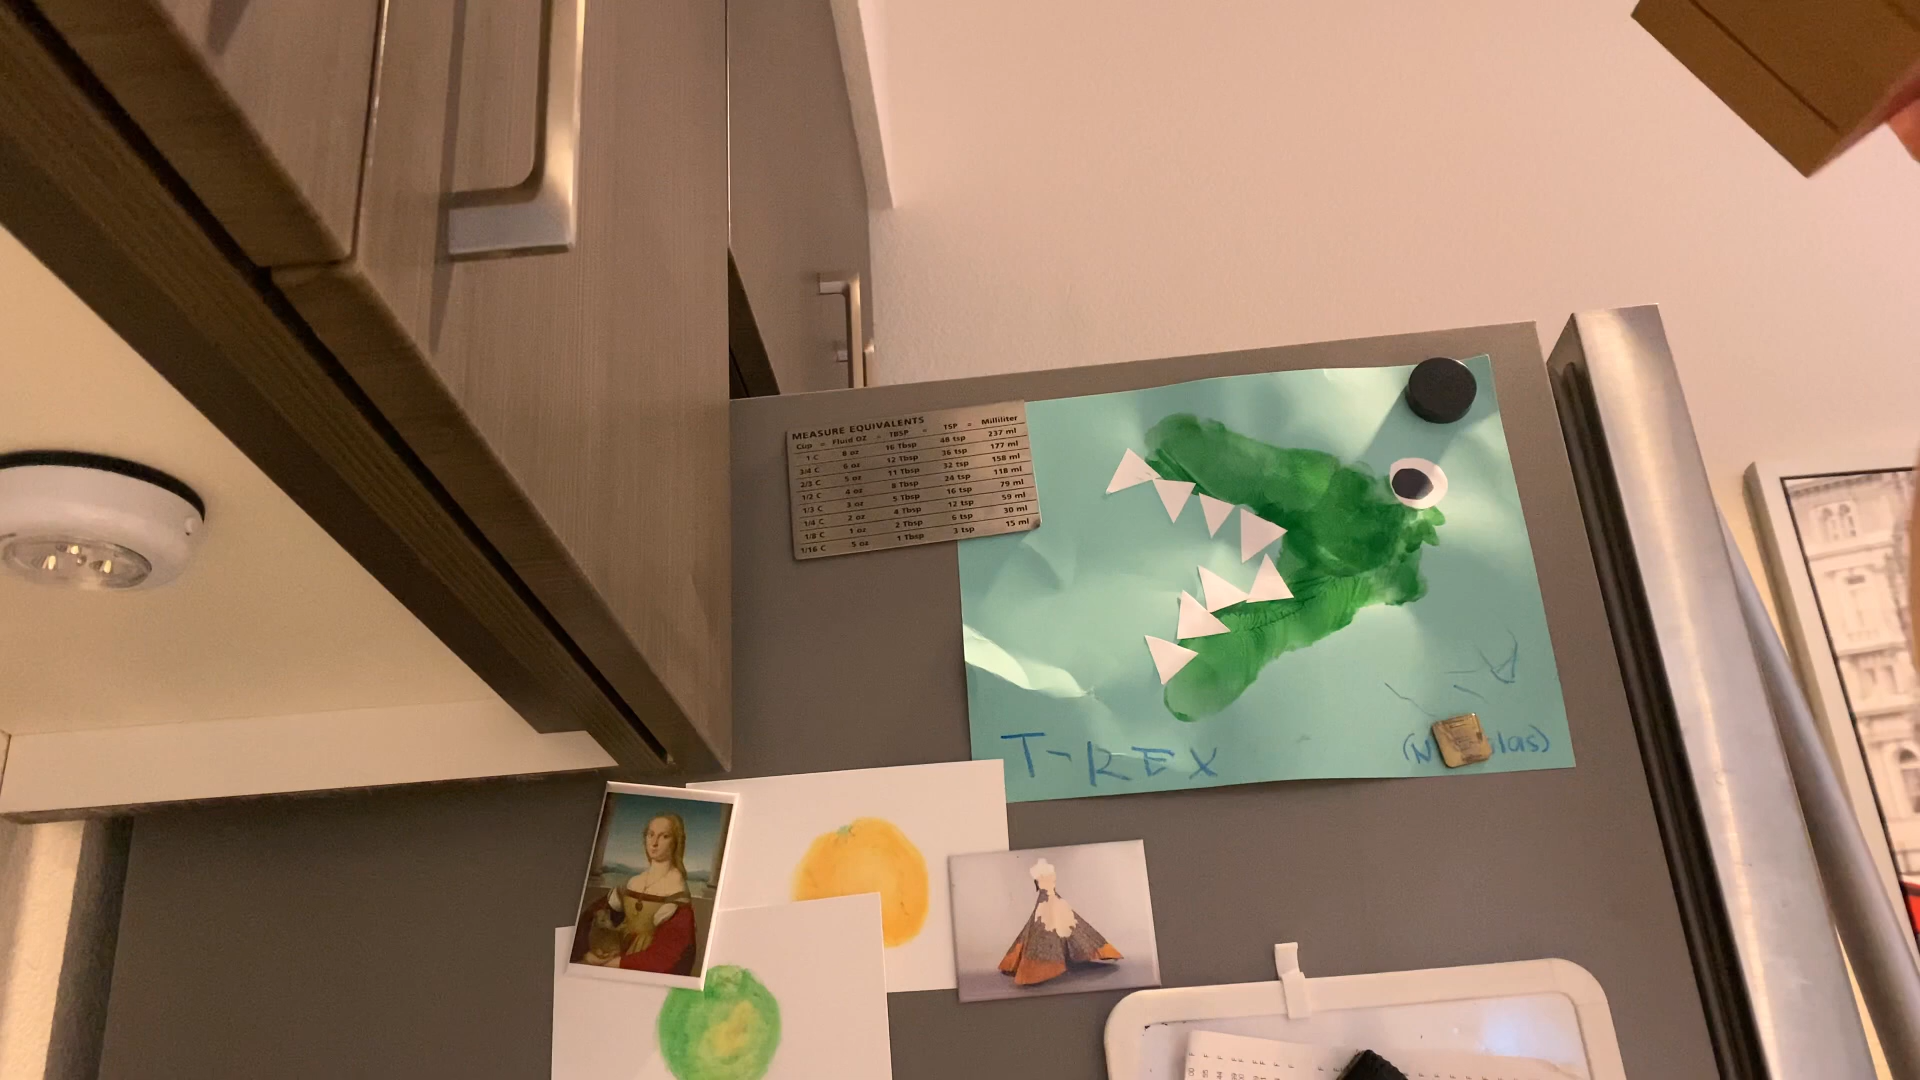 MEASURE EQUIVALENTS
Cup = Fluid OZ = TBSP = TSP = Milliliter
1 C 8 oz 16 Tbsp 48 tsp 237 ml
3/4 C 6 oz 12 Tbsp 36 tsp 177 ml
2/3 C 5 oz 11 Tbsp 32 tsp 158 ml
1/2 C 4 oz 8 Tbsp 24 tsp 118 ml
1/3 C 3 oz 5 Tbsp 16 tsp 79 ml
1/4 C 2 oz 4 Tbsp 12 tsp 59 ml
1/8 C 1 oz 2 Tbsp 6 tsp 30 ml
1/16 C .5 oz 1 Tbsp 3 tsp 15 ml
T-REX